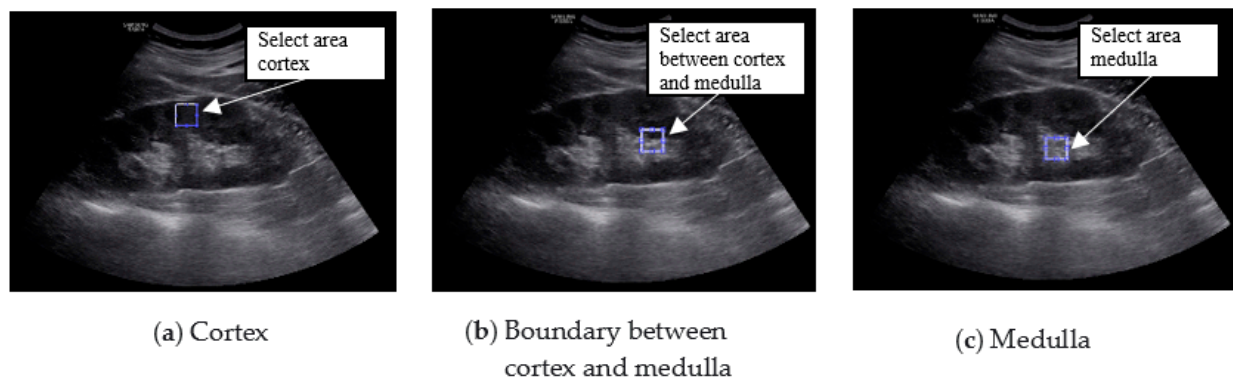 Select area
cortex
Select area
between cortex
and medulla
Select area
medulla
(a) Cortex
(b) Boundary between
cortex and medulla
(c) Medulla